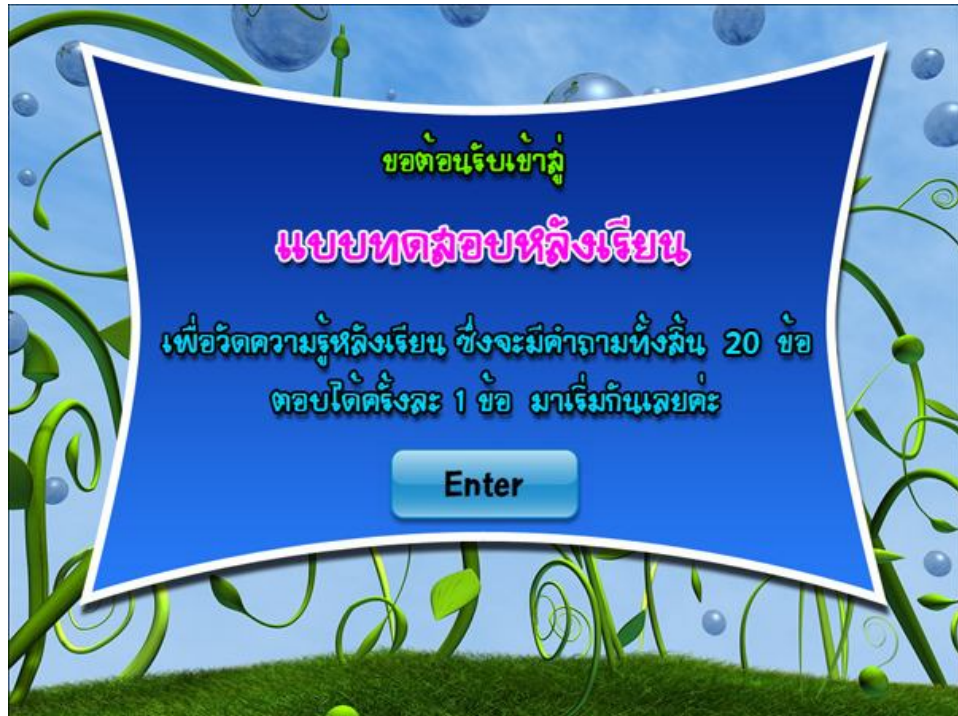 ขอต้อนรับเข้าสู่
แบบทดสอบหลังเรียน
เพื่อวัดความรู้หลังเรียน ซึ่งจะมีคำถามทั้งสิ้น 20 ข้อ
ตอบได้ครั้งละ 1 ข้อ มาเริ่มกันเลยค่ะ
Enter